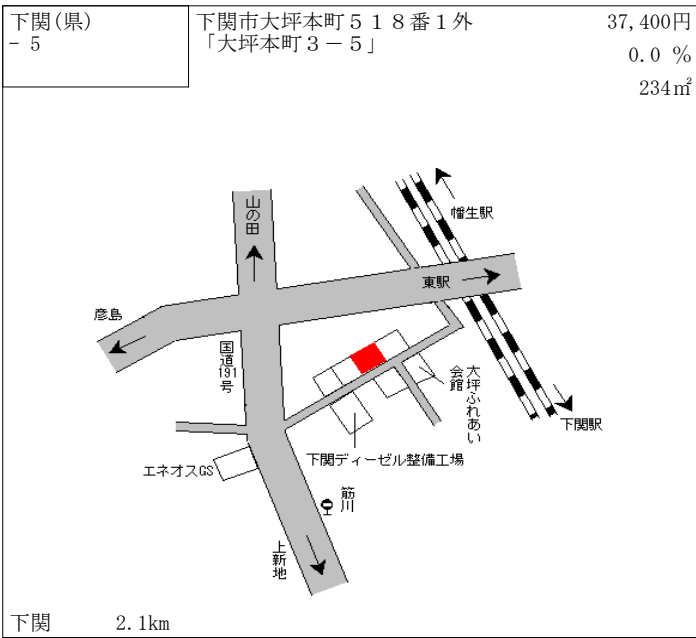 下関(県)
- 5
下関市大坪本町５１８番１外
「大坪本町３－５」
37,400円
0.0 %
234㎡
山の田
幡生駅
東駅
彦島
国道191号
大坪ふれあい
会館
下関駅
下関ディーゼル整備工場
エネオスGS
筋川
上新地
下関 2.1km